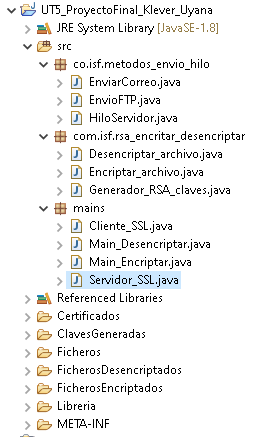 UT5_ProyectoFinal_Klever_Uyana
JRE System Library [JavaSE-1.8]
src
co.isf.metodos_envio_hilo
EnviarCorreo.java
EnvioFTP.java
HiloServidor.java
com.isf.rsa_encritar_desencriptar
Desencriptar_archivo.java
Encriptar_archivo.java
Generador_RSA_claves.java
mains
Cliente_SSL.java
Main_Desencriptar.java
Main_Encriptar.java
Servidor_SSL.java
Referenced Libraries
Certificados
ClavesGeneradas
Ficheros
FicherosDesencriptados
FicherosEncriptados
Libreria
META-INF